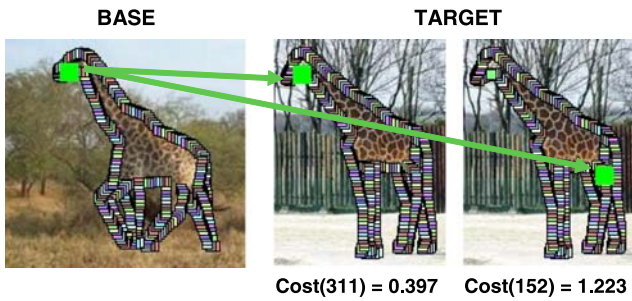 BASE
TARGET
Cost(311) = 0.397
Cost(152) = 1.223